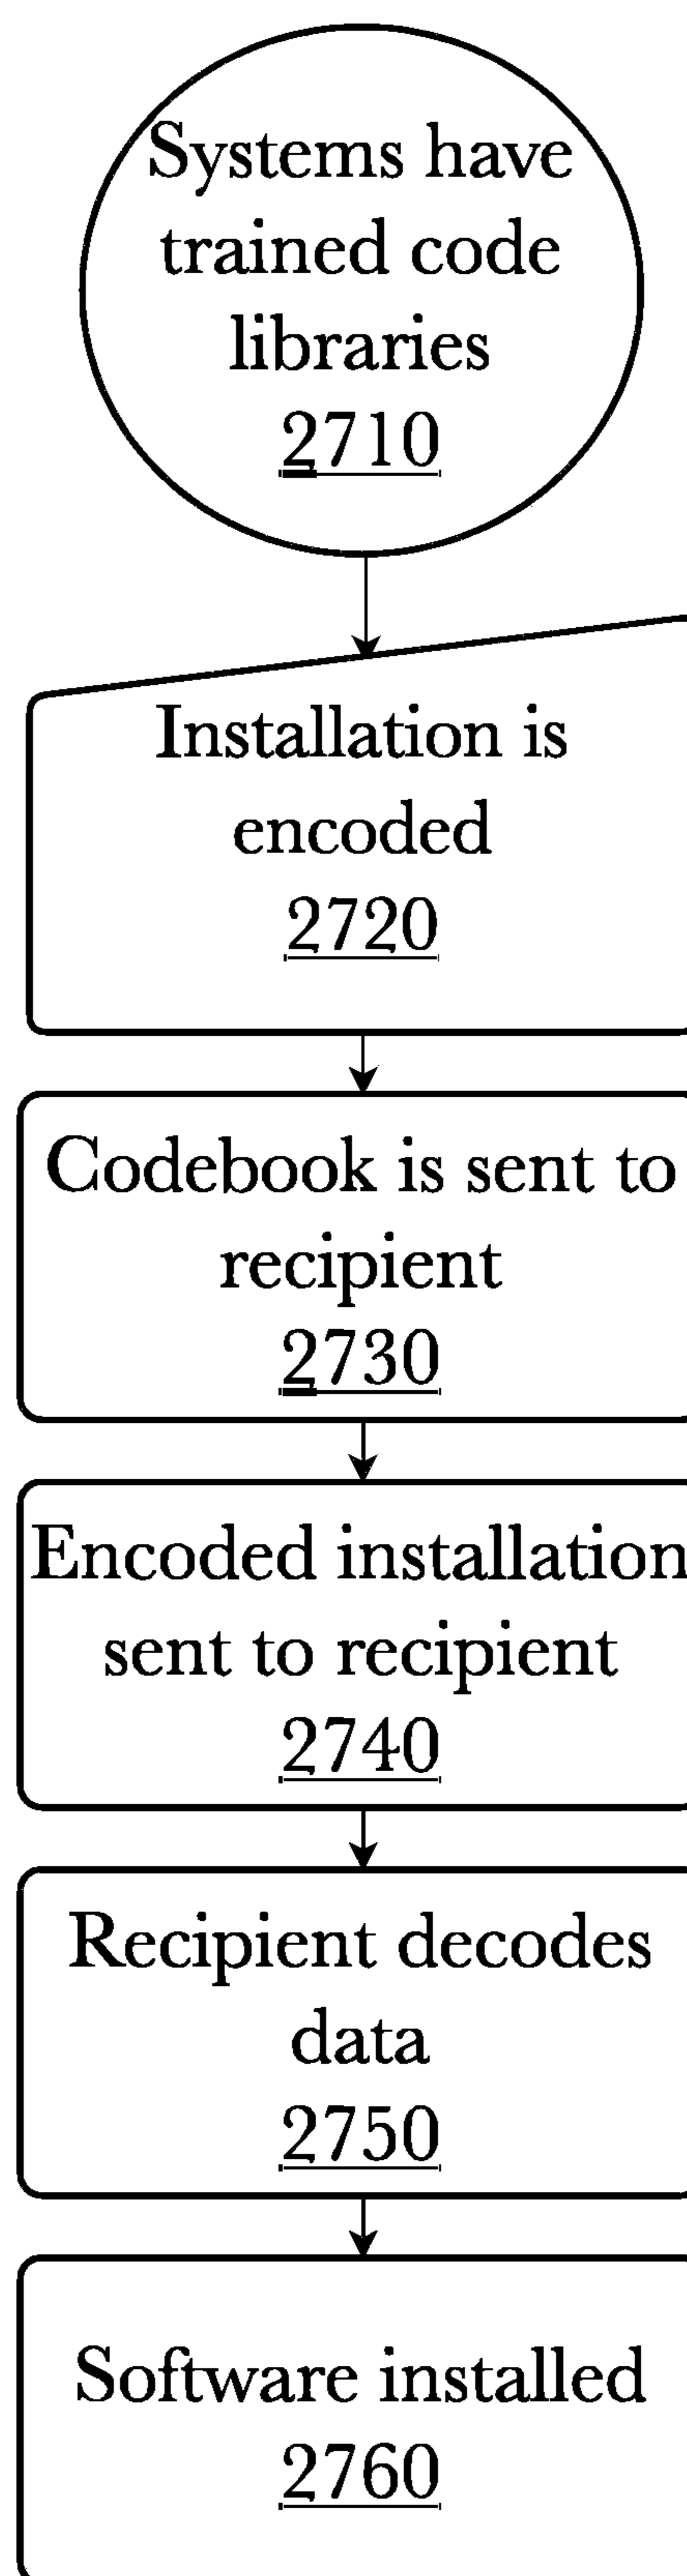 Systems have
trained code
libraries
2710
Installation is
encoded
2720
Codebook is sent to
recipient
2730
Encoded installation
sent to recipient
2740
Recipient decodes
data
2750
Software installed
2760